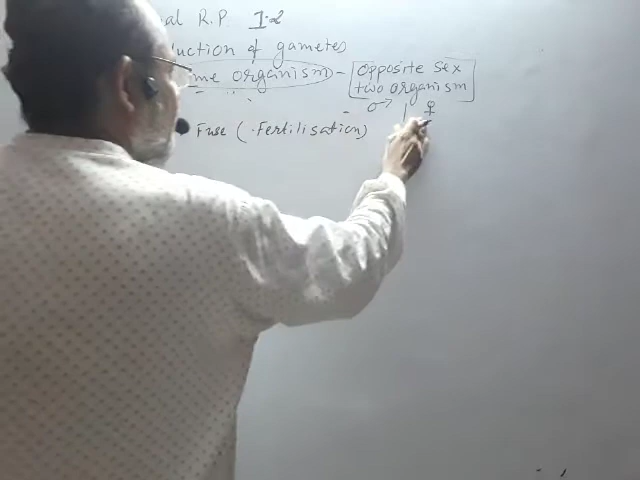 al R.P I.2
uction of gametes
me organism - opposite sex
two organism
♂ | ♀
Fuse (Fertilisation)